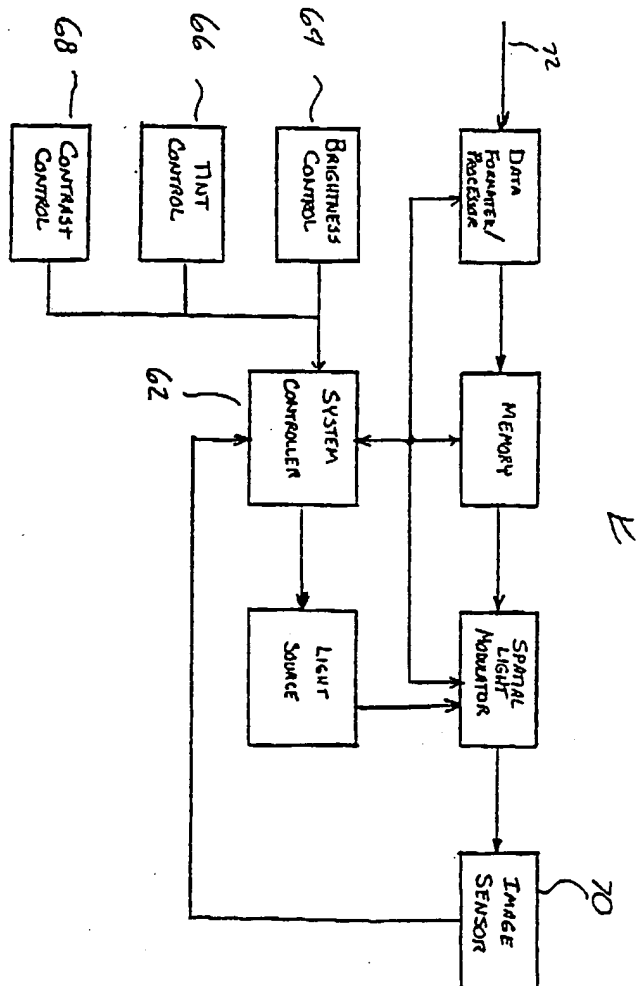 72
DATA
FORMATER/
PROCESSOR
MEMORY
SPATIAL
LIGHT
MODULATOR
70
IMAGE
SENSOR
64
BRIGHTNESS
CONTROL
62
SYSTEM
CONTROLLER
LIGHT
SOURCE
66
TINT
CONTROL
68
CONTRAST
CONTROL